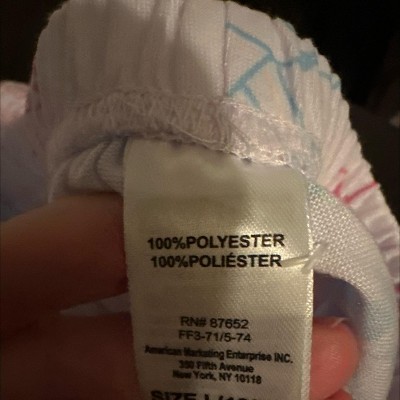 100%POLYESTER
100%POLIÉSTER
RN# 87652
FF3-71/5-74
American Marketing Enterprise INC.
350 Fifth Avenue
New York, NY 10118
SIZE